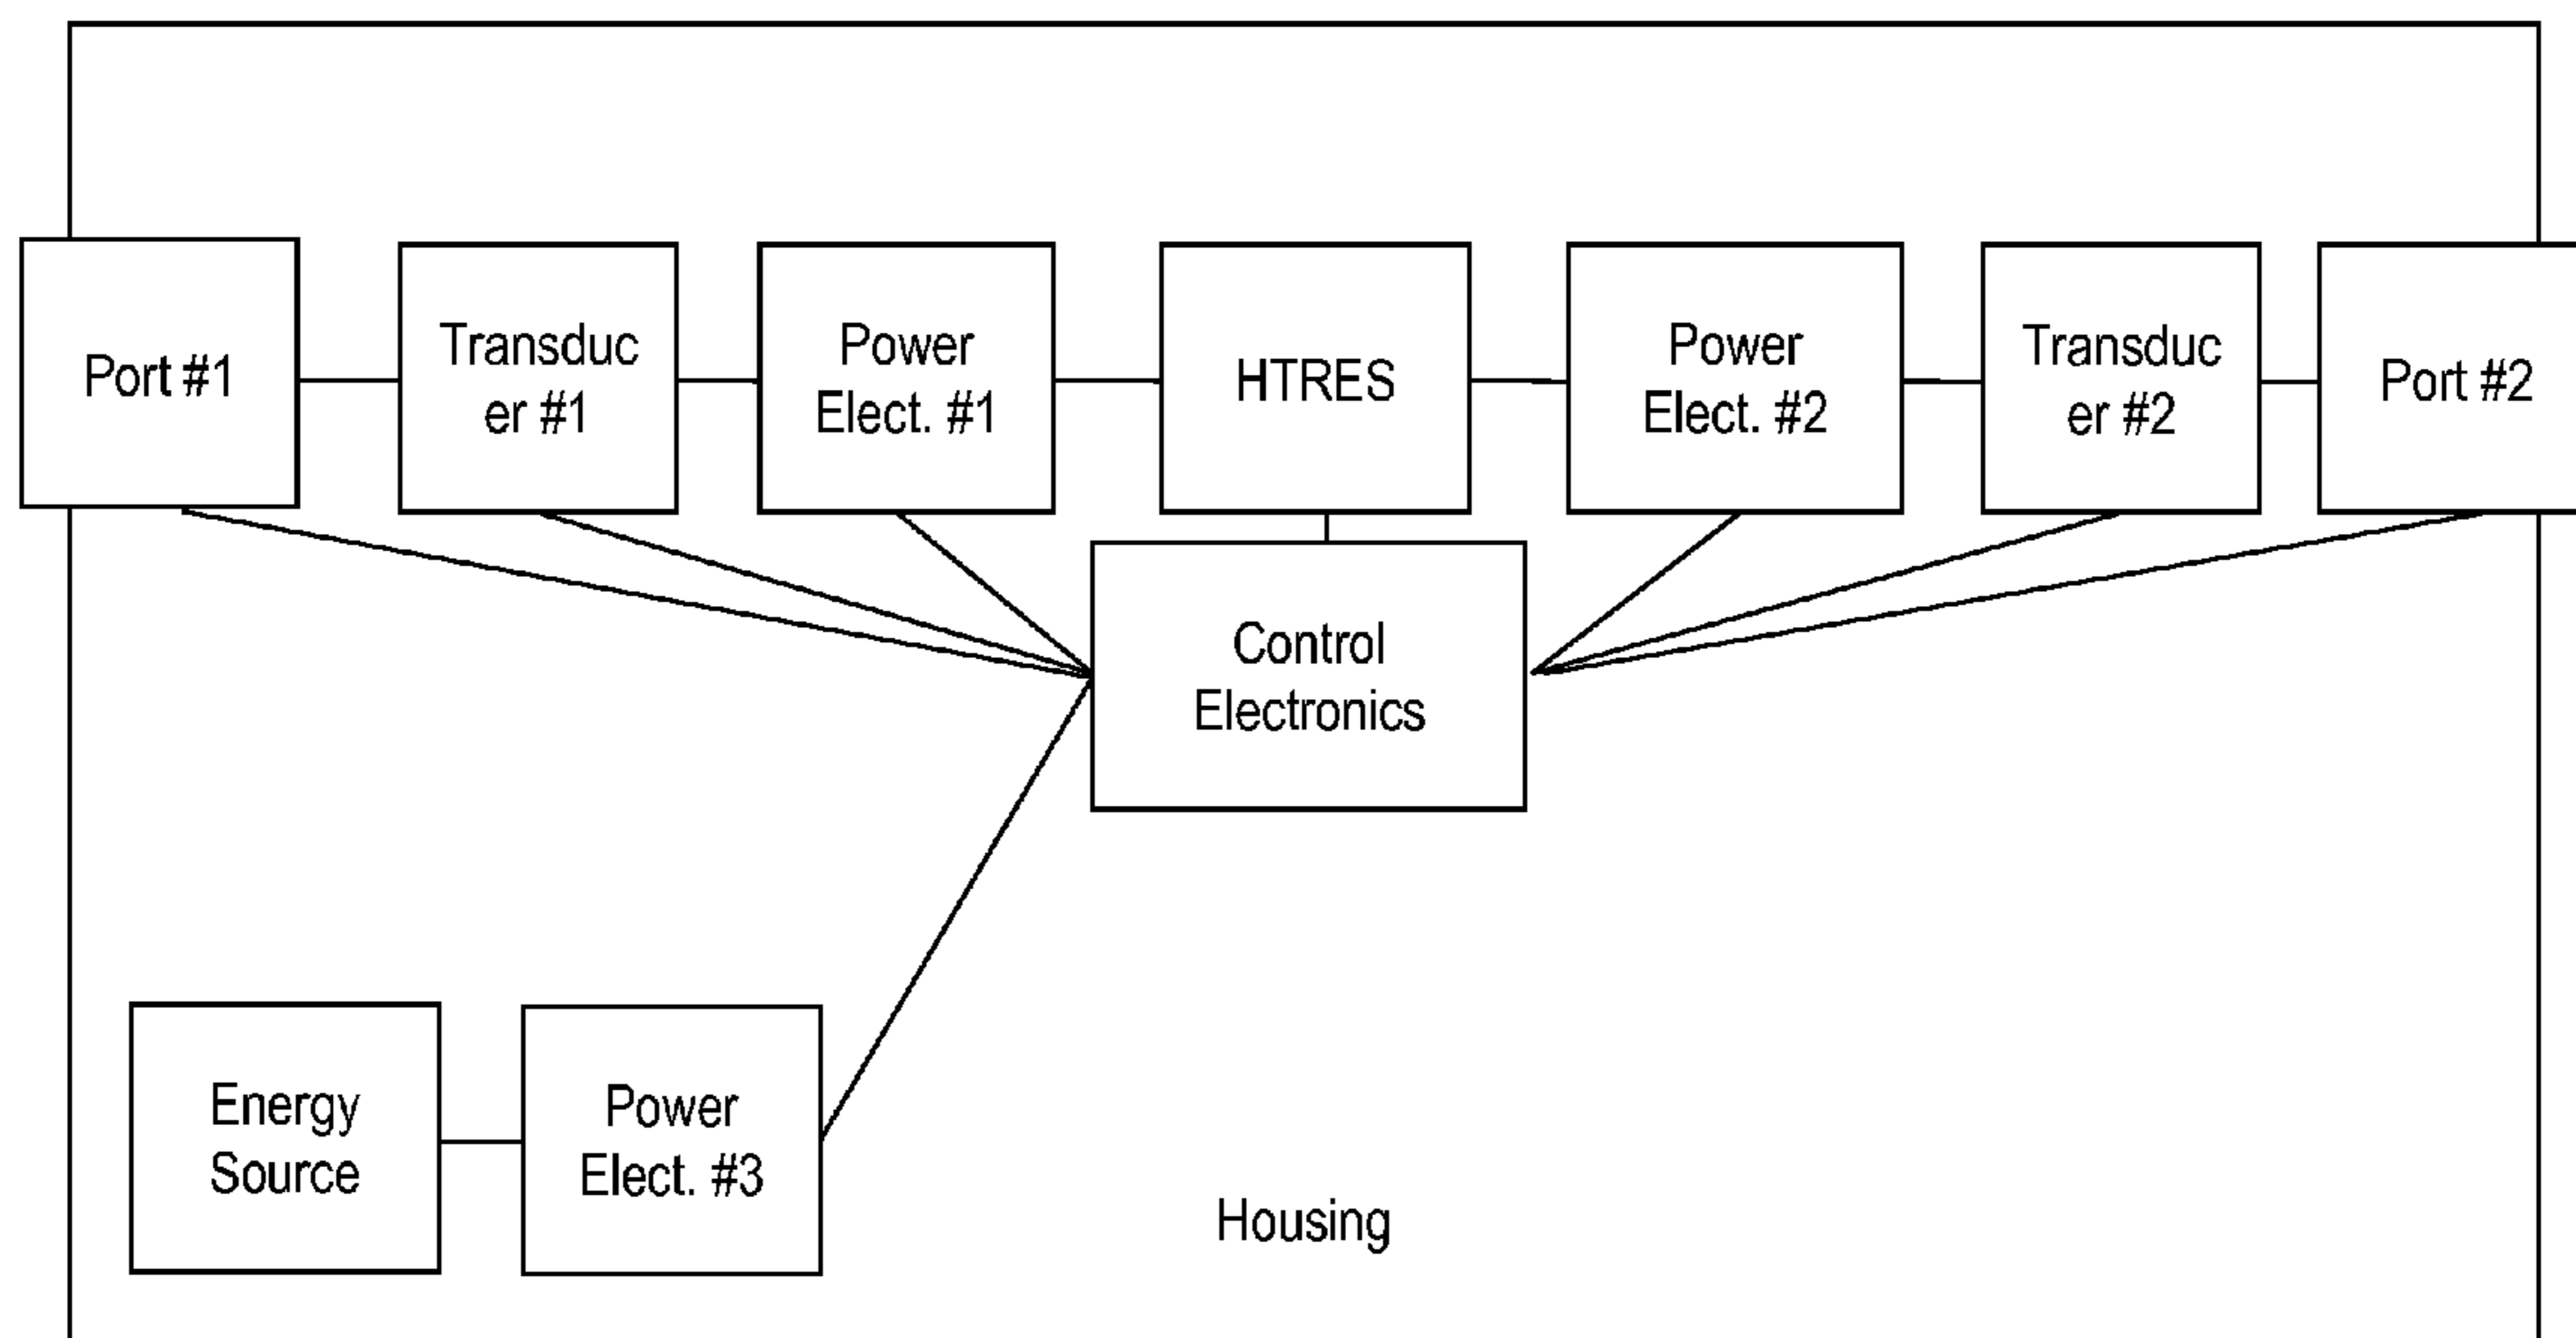 Port #1
Transduc
er #1
Power
Elect. #1
HTRES
Power
Elect. #2
Transduc
er #2
Port #2
Control
Electronics
Energy
Source
Power
Elect. #3
Housing